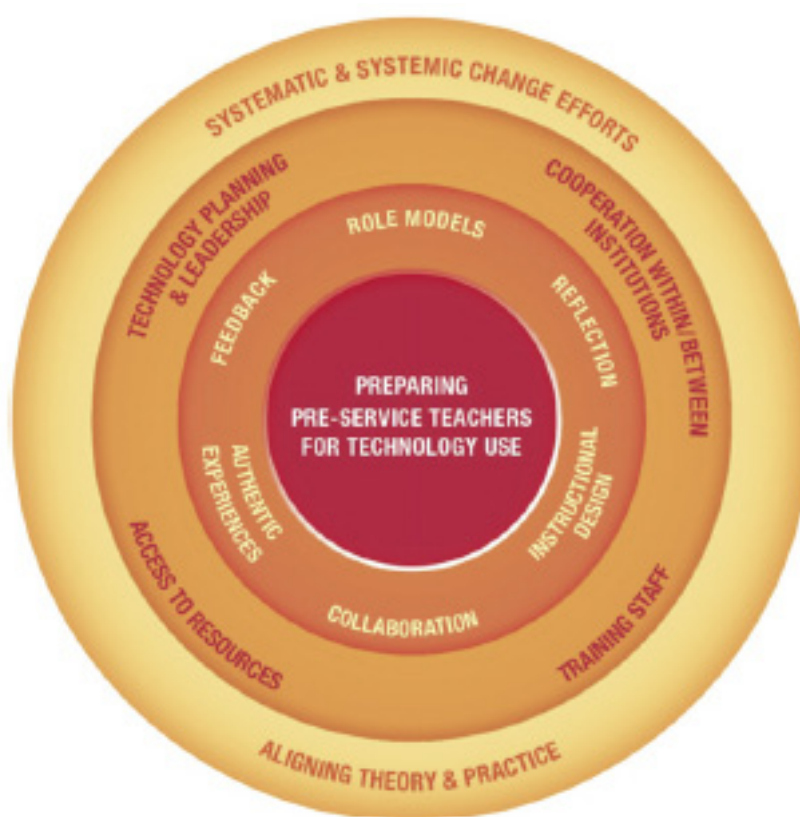 SYSTEMATIC & SYSTEMIC CHANGE EFFORTS
TECHNOLOGY PLANNING
& LEADERSHIP
COOPERATION WITHIN/BETWEEN
INSTITUTIONS
ROLE MODELS
FEEDBACK
REFLECTION
PREPARING
PRE-SERVICE TEACHERS
FOR TECHNOLOGY USE
AUTHENTIC
EXPERIENCES
INSTRUCTIONAL
DESIGN
COLLABORATION
ACCESS TO RESOURCES
TRAINING STAFF
ALIGNING THEORY & PRACTICE